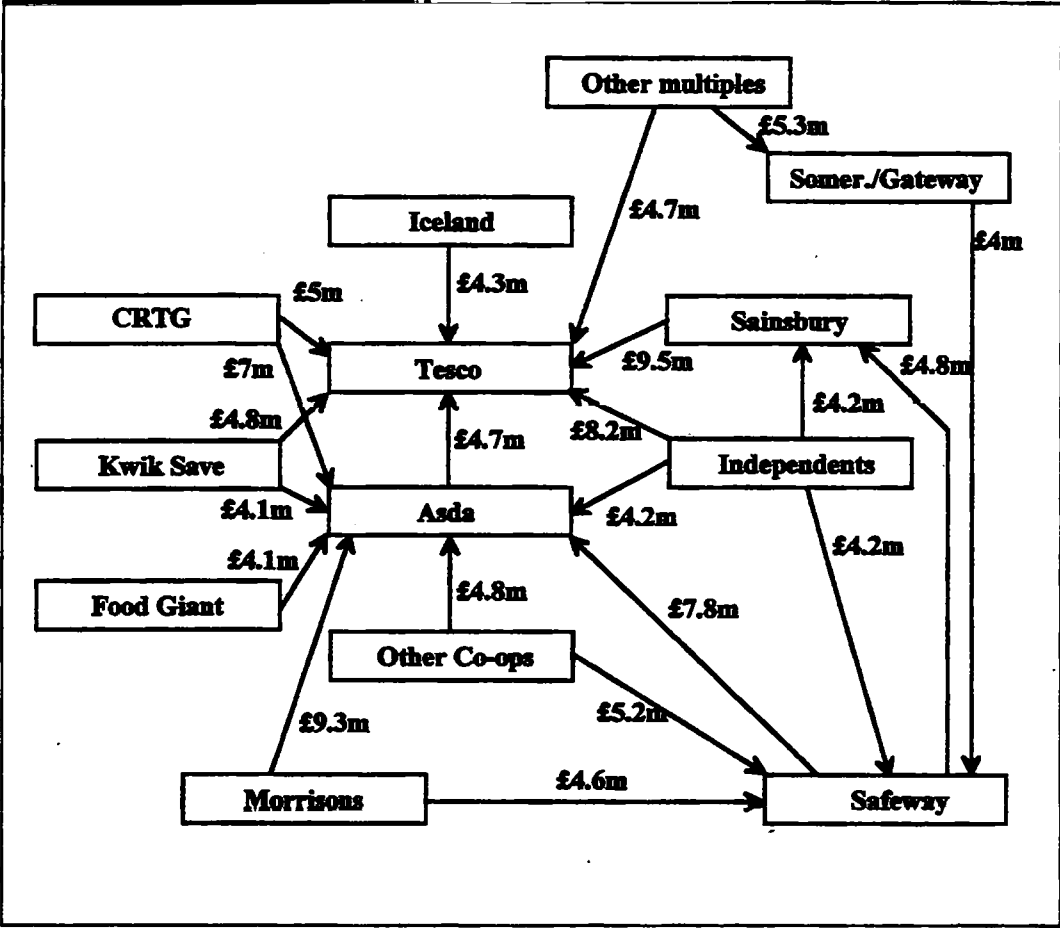 Other multiples
£5.3m
Somer./Gateway
£4.7m
Iceland
£4m
£4.3m
£5m
CRTG
Sainsbury
£7m
Tesco
£9.5m
£4.8m
£4.2m
£4.8m
£4.7m
£8.2m
Kwik Save
Independents
£4.1m
Asda
£4.2m
£4.1m
£4.2m
Food Giant
£4.8m
£7.8m
Other Co-ops
£9.3m
£5.2m
£4.6m
Morrisons
Safeway